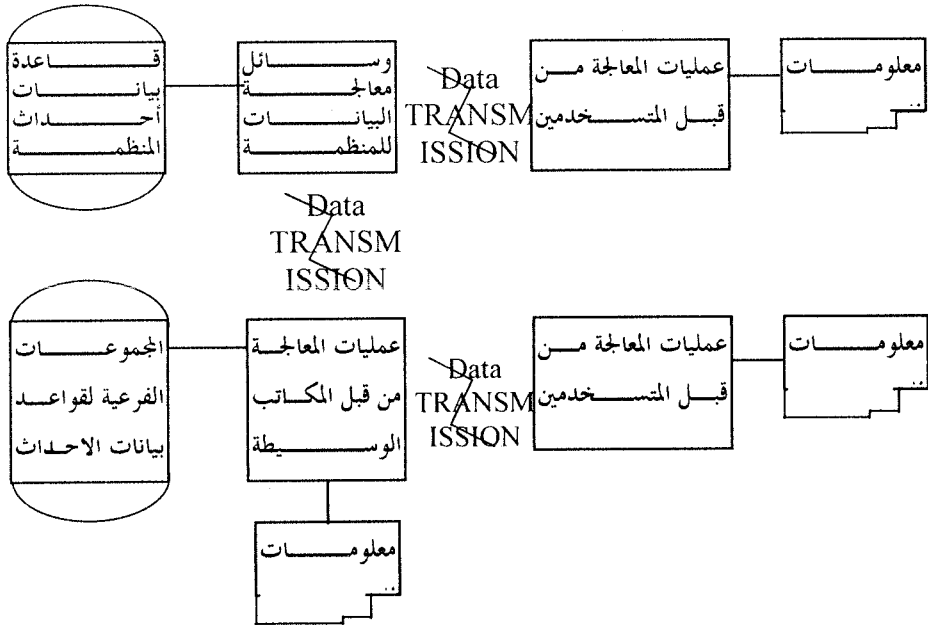 قاعدة
بيانات
أحداث
المنظمة
وسائل
معالجة
البيانات
للمنظمة
Data
TRANSM
ISSION
عمليات المعالجة من
قبل المتسخدمين
معلومات
Data
TRANSM
ISSION
المجموعات
الفرعية لقواعد
بيانات الاحداث
عمليات المعالجة
من قبل المكاتب
الوسيطة
Data
TRANSM
ISSION
عمليات المعالجة من
قبل المتسخدمين
معلومات
معلومات